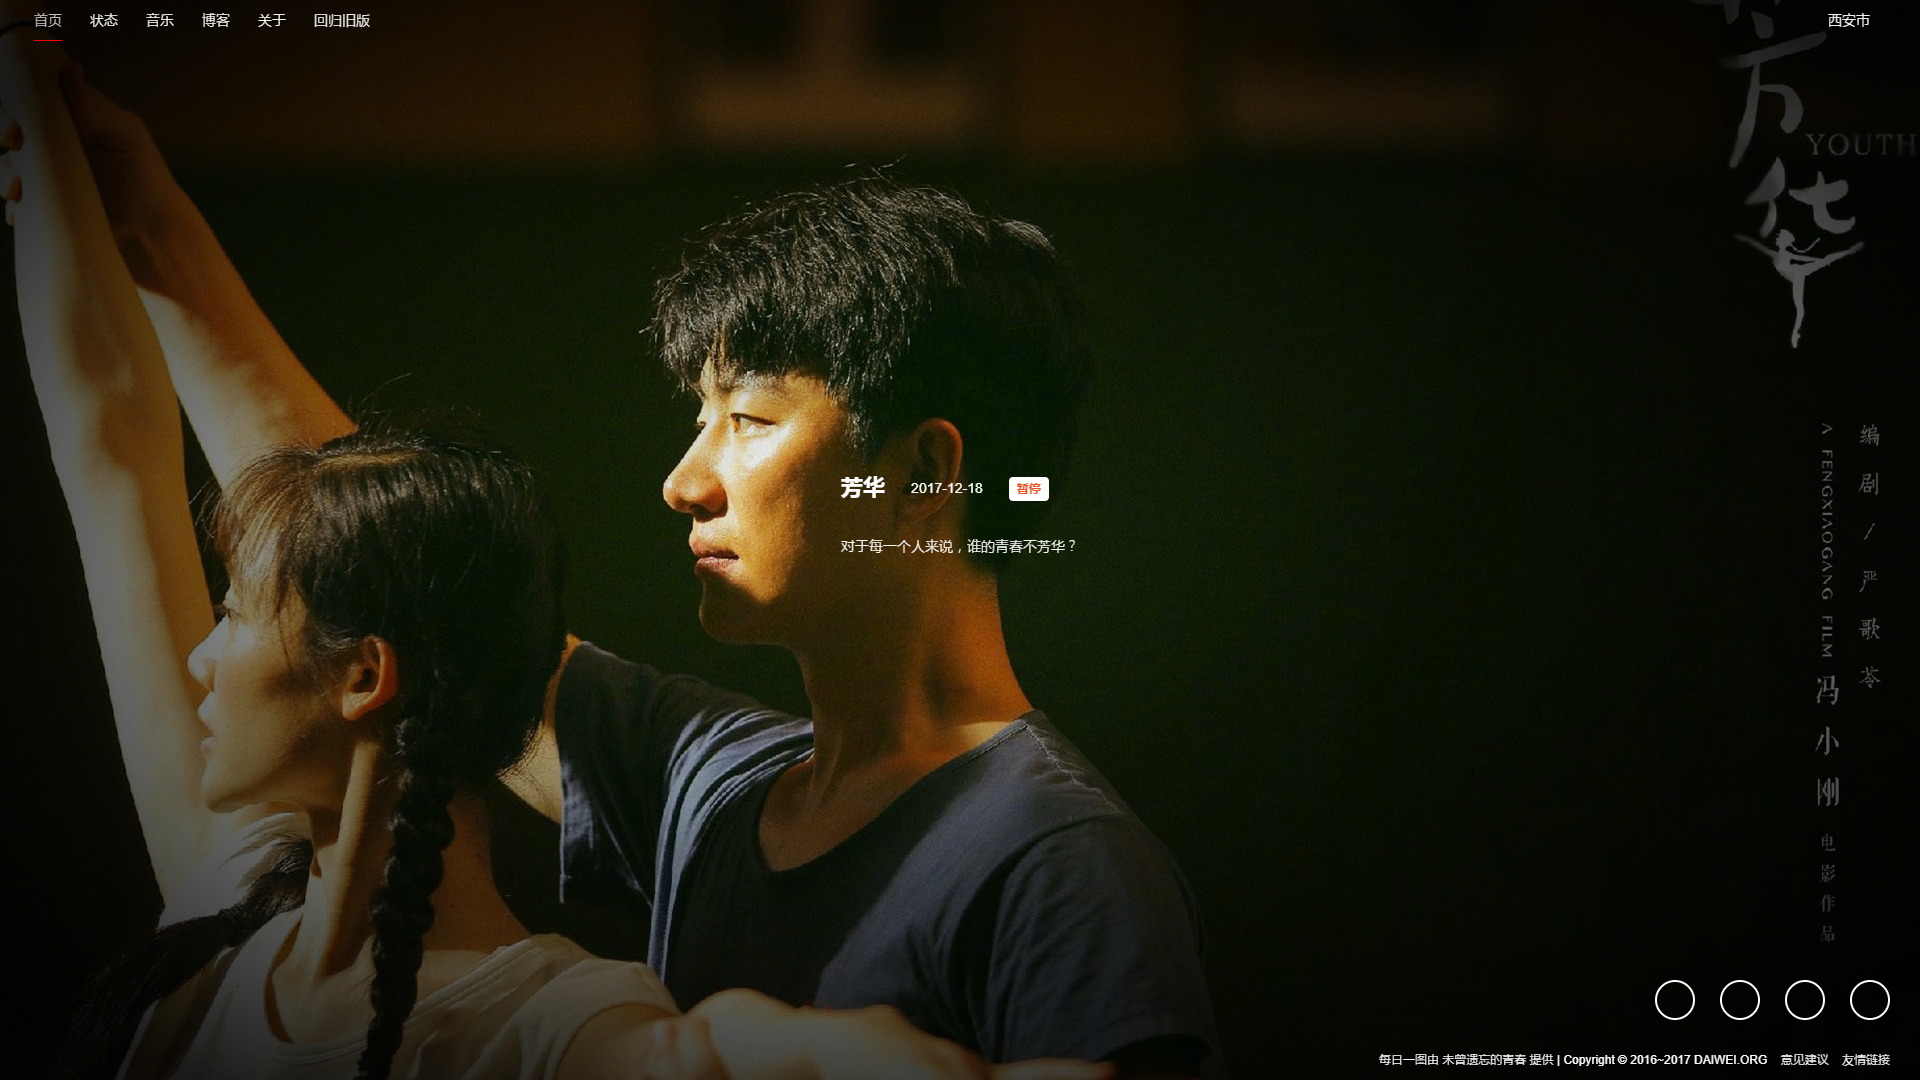 首页 状态 音乐 博客 关于 回归旧版
西安市
芳华
YOUTH
编剧/严歌苓
A FENGXIAOGANG FILM 冯小刚电影作品
芳华 2017-12-18 暂停
对于每一个人来说，谁的青春不芳华？
每日一图由 未曾遗忘的青春 提供 | Copyright © 2016~2017 DAIWEI.ORG 意见建议 友情链接